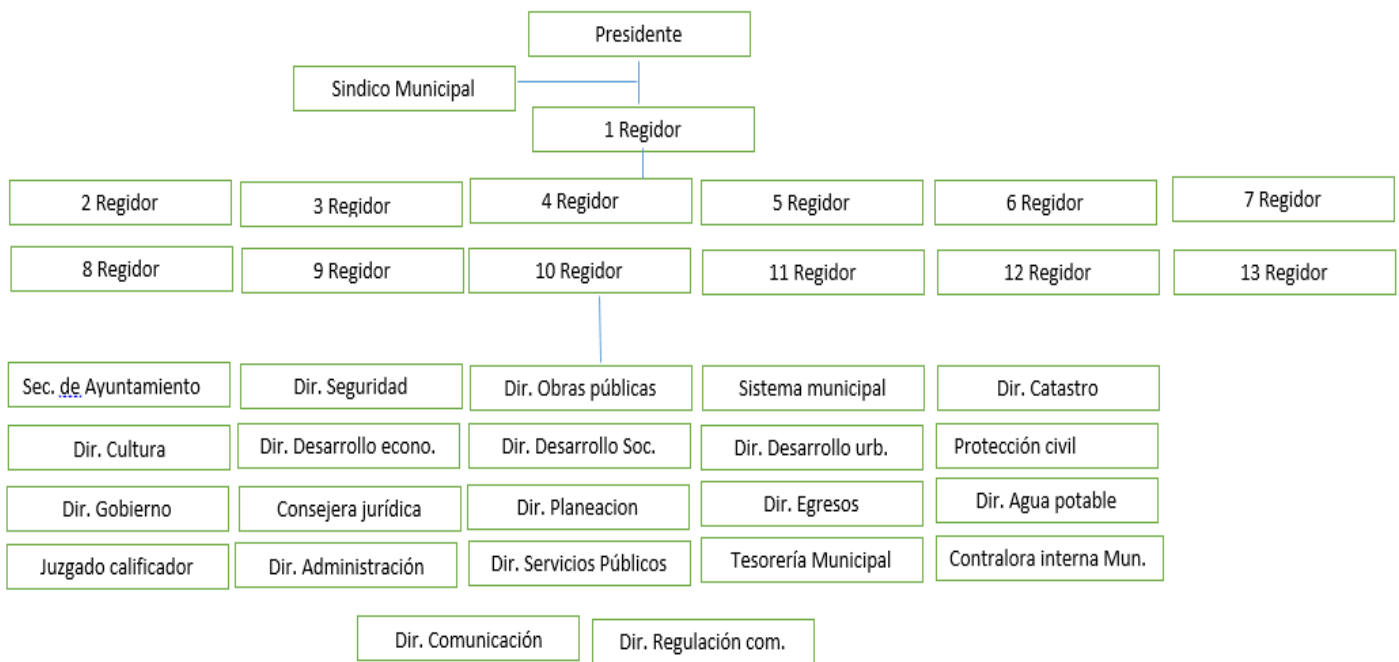 Presidente
Sindico Municipal
1 Regidor
2 Regidor
3 Regidor
4 Regidor
5 Regidor
6 Regidor
7 Regidor
8 Regidor
9 Regidor
10 Regidor
11 Regidor
12 Regidor
13 Regidor
Sec. de Ayuntamiento
Dir. Seguridad
Dir. Obras públicas
Sistema municipal
Dir. Catastro
Dir. Cultura
Dir. Desarrollo econo.
Dir. Desarrollo Soc.
Dir. Desarrollo urb.
Protección civil
Dir. Gobierno
Consejera jurídica
Dir. Planeacion
Dir. Egresos
Dir. Agua potable
Juzgado calificador
Dir. Administración
Dir. Servicios Públicos
Tesorería Municipal
Contralora interna Mun.
Dir. Comunicación
Dir. Regulación com.